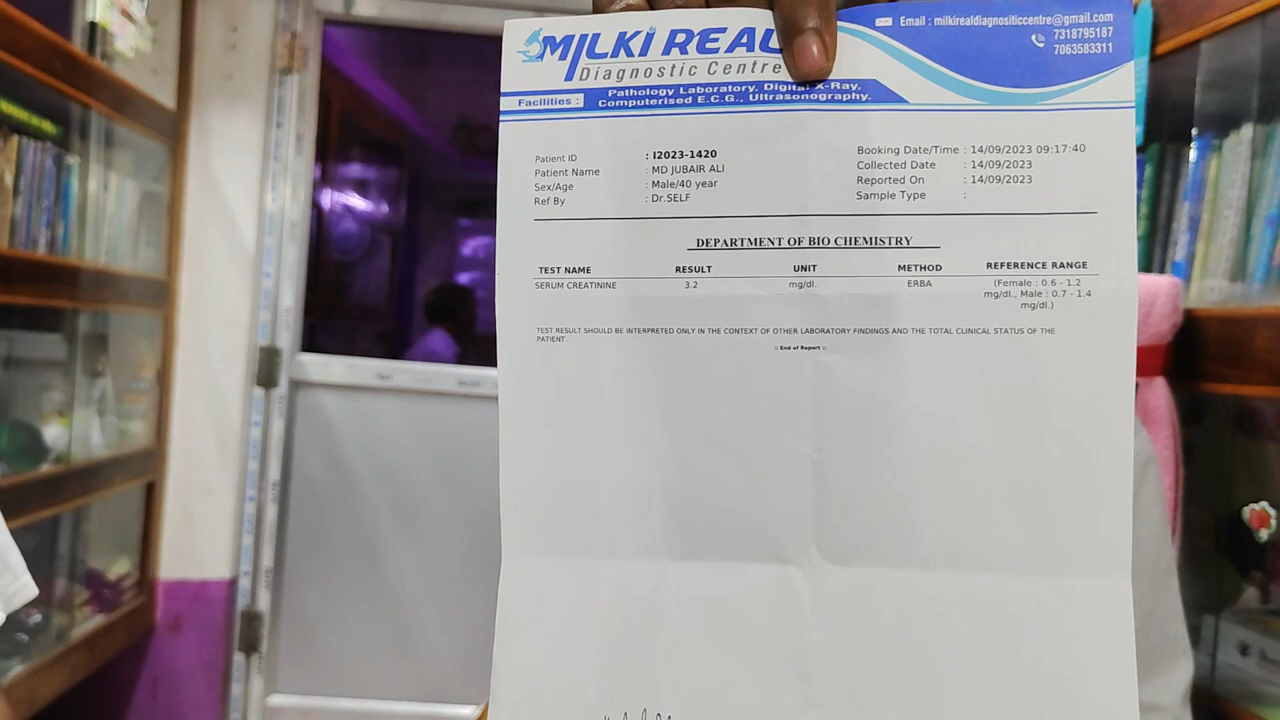 MILKI REAL
Diagnostic Centre
Email : milkirealdiagnositiccentre@gmail.com
7318795187
7063583311
Facilities : Pathology Laboratory, Digital X-Ray,
Computerised E.C.G., Ultrasonography.
Patient ID : I2023-1420
Patient Name : MD JUBAIR ALI
Sex/Age : Male/40 year
Ref By : Dr.SELF
Booking Date/Time : 14/09/2023 09:17:40
Collected Date : 14/09/2023
Reported On : 14/09/2023
Sample Type :
DEPARTMENT OF BIO CHEMISTRY
TEST NAME RESULT UNIT METHOD REFERENCE RANGE
SERUM CREATININE 3.2 mg/dl. ERBA (Female : 0.6 - 1.2
mg/dl., Male : 0.7 - 1.4
mg/dl.)
TEST RESULT SHOULD BE INTERPRETED ONLY IN THE CONTEXT OF OTHER LABORATORY FINDINGS AND THE TOTAL CLINICAL STATUS OF THE
PATIENT
:: End of Report ::